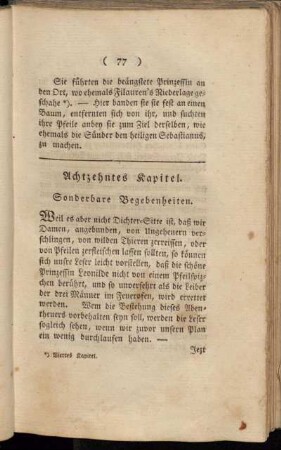 ( 77 )
Sie führten die beängstete Prinzessin an
den Ort, wo ehemals Filauren's Niederlage ge-
schahe *). — Hier banden sie sie fest an einen
Baum, entfernten sich von ihr, und suchten
ihre Pfeile anbey sie zum Ziel derselben, wie
ehemals die Sünder den heiligen Sebastianus,
zu machen.
Achtzehntes Kapitel.
Sonderbare Begebenheiten.
Weil es aber nicht Dichter-Sitte ist, daß wir
Damen, angebunden, von Ungeheuern ver-
schlingen, von wilden Thieren zerreissen, oder
von Pfeilen zerfleischen lassen sollten, so können
sich unsre Leser leicht vorstellen, daß die schöne
Prinzessin Leonilde nicht von einem Pfeilspiz-
chen berührt, und so unversehrt als die Leiber
der drei Männer im Feuerofen, wird errettet
werden. Wem die Bestehung dieses Aben-
theuers vorbehalten seyn soll, werden die Leser
sogleich sehen, wenn wir zuvor unsern Plan
ein wenig durchlaufen haben. —
Jezt
*) Viertes Kapitel.